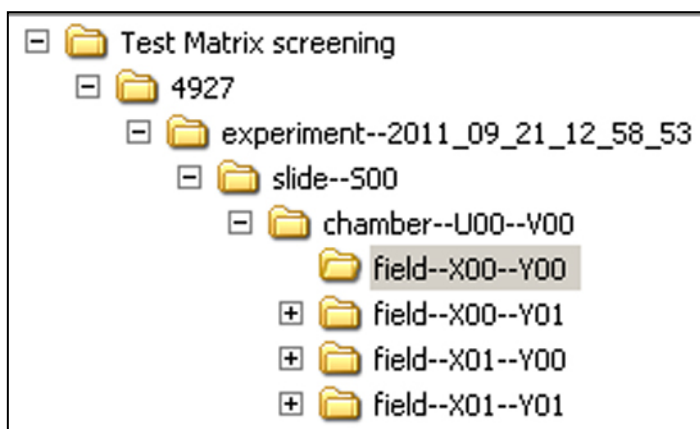 Test Matrix screening
4927
experiment--2011_09_21_12_58_53
slide--S00
chamber--U00--V00
field--X00--Y00
field--X00--Y01
field--X01--Y00
field--X01--Y01